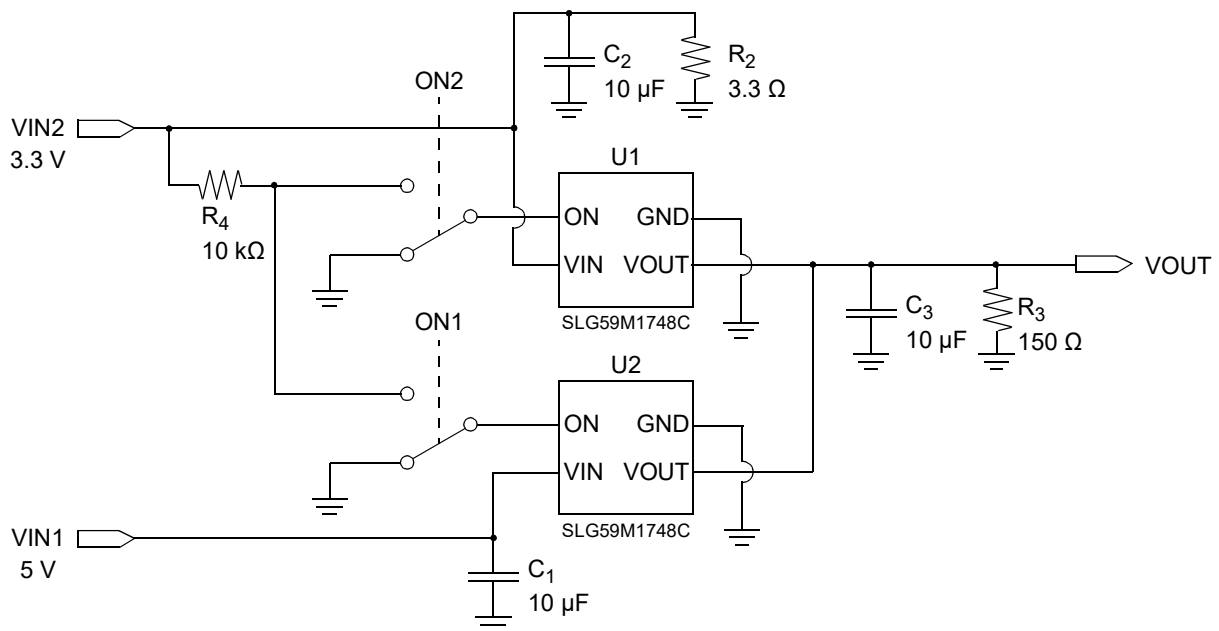 C2
10 µF
R2
3.3 Ω
ON2
VIN2
3.3 V
U1
R4
10 kΩ
ON GND
VIN VOUT
SLG59M1748C
VOUT
C3
10 µF
R3
150 Ω
ON1
U2
ON GND
VIN VOUT
SLG59M1748C
VIN1
5 V
C1
10 µF